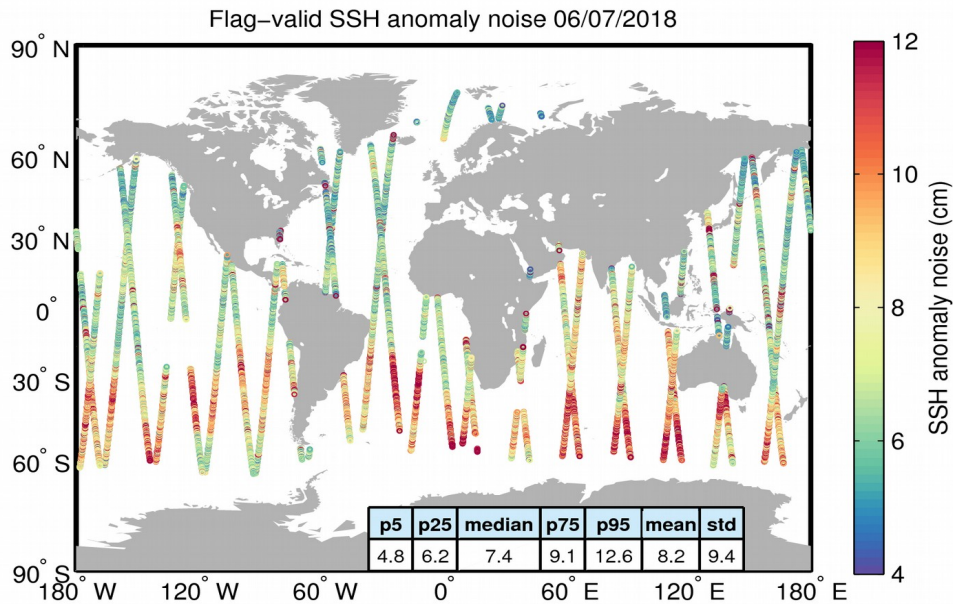 Flag−valid SSH anomaly noise 06/07/2018
90° N
60° N
30° N
0°
30° S
60° S
90° S
180° W
120° W
60° W
0°
60° E
120° E
180° E
p5 p25 median p75 p95 mean std
4.8 6.2 7.4 9.1 12.6 8.2 9.4
12
10
8
6
4
SSH anomaly noise (cm)